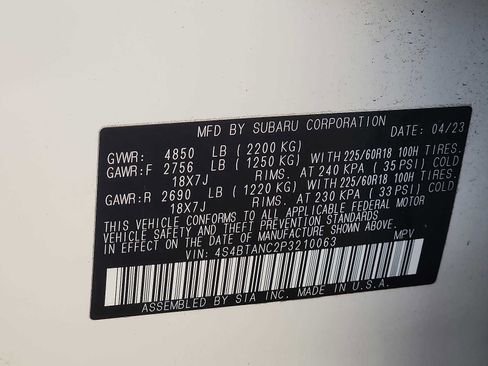 MFD BY SUBARU CORPORATION
DATE: 04/23
GVWR: 4850 LB (2200 KG)
GAWR:F 2756 LB (1250 KG) WITH 225/60R18 100H TIRES.
18X7J RIMS. AT 240 KPA (35 PSI) COLD
GAWR:R 2690 LB (1220 KG) WITH 225/60R18 100H TIRES.
18X7J RIMS. AT 230 KPA (33 PSI) COLD
THIS VEHICLE CONFORMS TO ALL APPLICABLE FEDERAL MOTOR
VEHICLE SAFETY AND THEFT PREVENTION STANDARDS
IN EFFECT ON THE DATE OF MANUFACTURE SHOWN ABOVE.
VIN: 4S4BTANC2P3210063 MPV
ASSEMBLED BY SIA INC. MADE IN U.S.A.